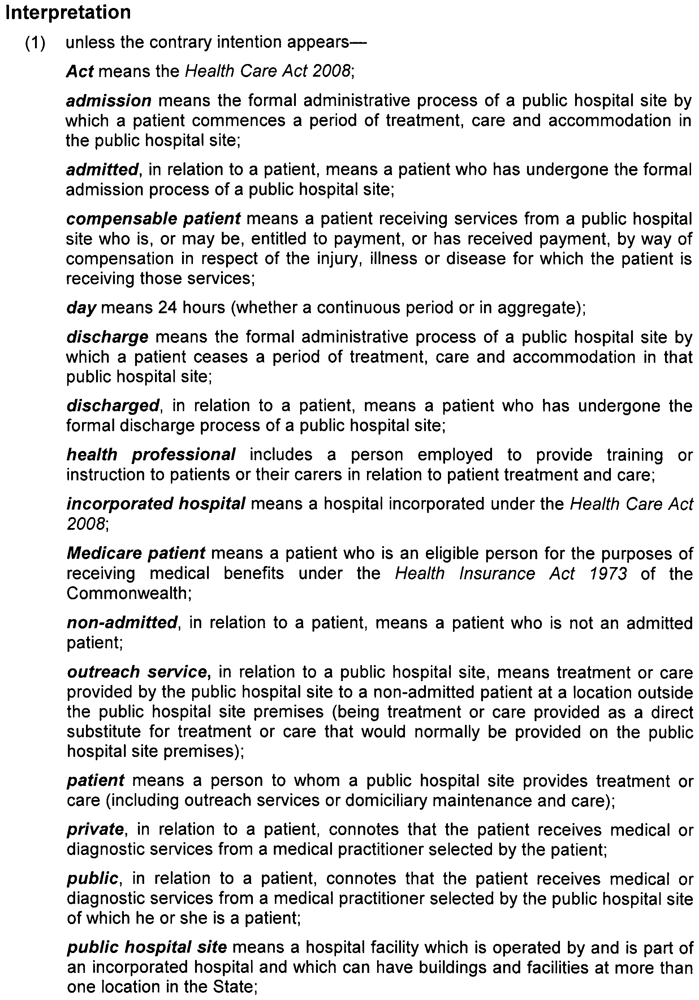 Interpretation
(1) unless the contrary intention appears—
Act means the Health Care Act 2008;
admission means the formal administrative process of a public hospital site by
which a patient commences a period of treatment, care and accommodation in
the public hospital site;
admitted, in relation to a patient, means a patient who has undergone the formal
admission process of a public hospital site;
compensable patient means a patient receiving services from a public hospital
site who is, or may be, entitled to payment, or has received payment, by way of
compensation in respect of the injury, illness or disease for which the patient is
receiving those services;
day means 24 hours (whether a continuous period or in aggregate);
discharge means the formal administrative process of a public hospital site by
which a patient ceases a period of treatment, care and accommodation in that
public hospital site;
discharged, in relation to a patient, means a patient who has undergone the
formal discharge process of a public hospital site;
health professional includes a person employed to provide training or
instruction to patients or their carers in relation to patient treatment and care;
incorporated hospital means a hospital incorporated under the Health Care Act
2008;
Medicare patient means a patient who is an eligible person for the purposes of
receiving medical benefits under the Health Insurance Act 1973 of the
Commonwealth;
non-admitted, in relation to a patient, means a patient who is not an admitted
patient;
outreach service, in relation to a public hospital site, means treatment or care
provided by the public hospital site to a non-admitted patient at a location outside
the public hospital site premises (being treatment or care provided as a direct
substitute for treatment or care that would normally be provided on the public
hospital site premises);
patient means a person to whom a public hospital site provides treatment or
care (including outreach services or domiciliary maintenance and care);
private, in relation to a patient, connotes that the patient receives medical or
diagnostic services from a medical practitioner selected by the patient;
public, in relation to a patient, connotes that the patient receives medical or
diagnostic services from a medical practitioner selected by the public hospital site
of which he or she is a patient;
public hospital site means a hospital facility which is operated by and is part of
an incorporated hospital and which can have buildings and facilities at more than
one location in the State;